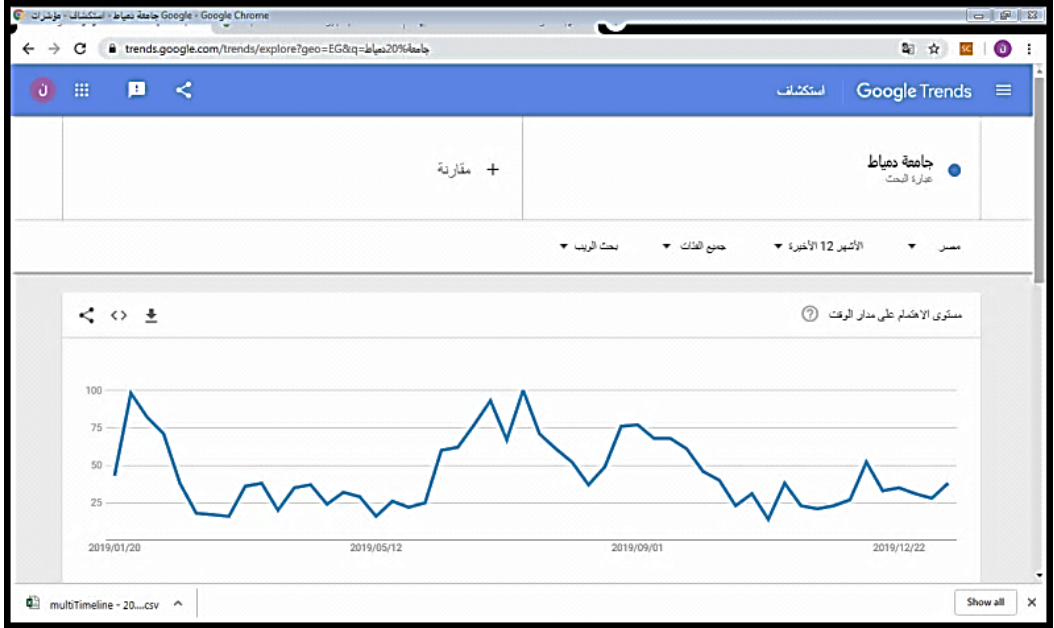 جامعة دمياط - استكشاف - مؤشرات Google - Google Chrome
trends.google.com/trends/explore?geo=EG&q=جامعة%20دمياط
SC
ن
Google Trends استكشاف
ن
جامعة دمياط
عبارة البحث
+ مقارنة
مصر
الأشهر 12 الأخيرة
جميع الفئات
بحث الويب
مستوى الاهتمام على مدار الوقت ?
100
75
50
25
2019/01/20 2019/05/12 2019/09/01 2019/12/22
multiTimeline - 20....csv
Show all